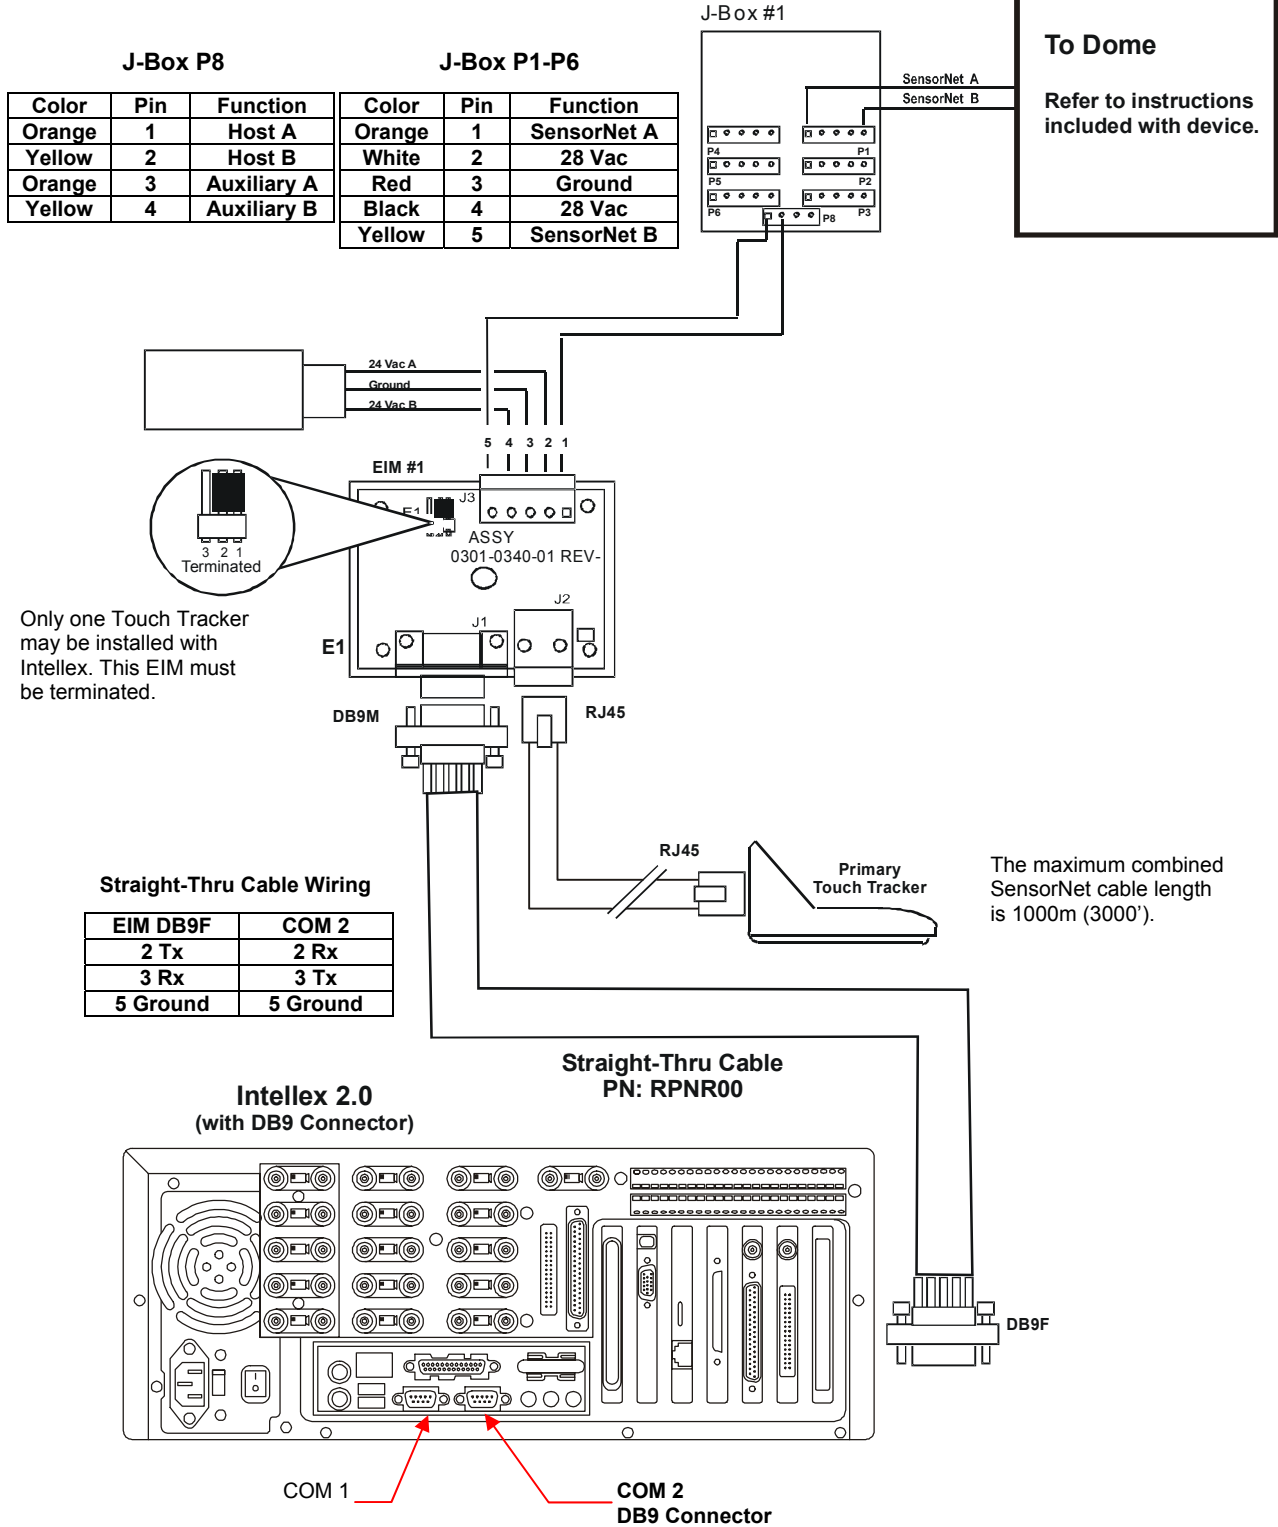 J-Box #1
To Dome
Refer to instructions
included with device.
SensorNet A
SensorNet B
P4
P1
P5
P2
P6
P8
P3
J-Box P8
Color Pin Function
Orange 1 Host A
Yellow 2 Host B
Orange 3 Auxiliary A
Yellow 4 Auxiliary B
J-Box P1-P6
Color Pin Function
Orange 1 SensorNet A
White 2 28 Vac
Red 3 Ground
Black 4 28 Vac
Yellow 5 SensorNet B
24 Vac A
Ground
24 Vac B
5 4 3 2 1
EIM #1
J3
E1
ASSY
0301-0340-01 REV-
J2
J1
E1
3 2 1
Terminated
Only one Touch Tracker
may be installed with
Intellex. This EIM must
be terminated.
DB9M
RJ45
RJ45
Primary
Touch Tracker
The maximum combined
SensorNet cable length
is 1000m (3000’).
Straight-Thru Cable Wiring
EIM DB9F COM 2
2 Tx 2 Rx
3 Rx 3 Tx
5 Ground 5 Ground
Straight-Thru Cable
PN: RPNR00
Intellex 2.0
(with DB9 Connector)
DB9F
COM 1
COM 2
DB9 Connector